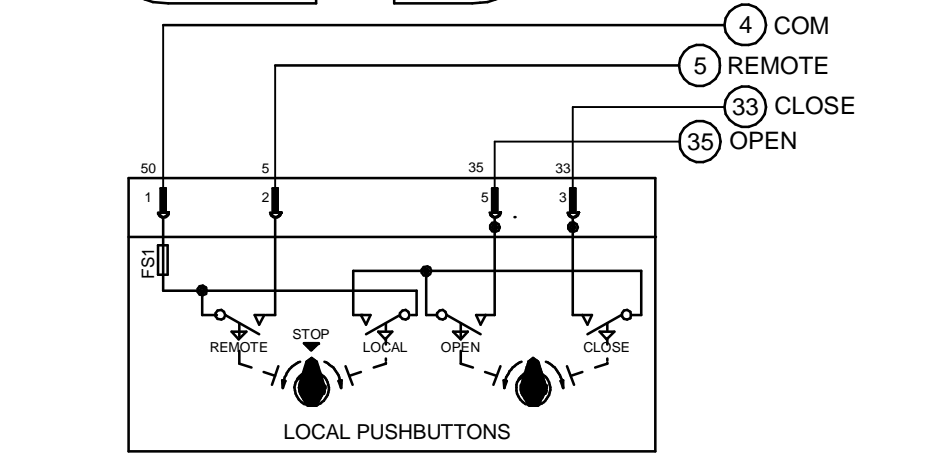 4 COM
5 REMOTE
33 CLOSE
35 OPEN
50 5 35 33
1 2 5 3
FS1
STOP
REMOTE LOCAL OPEN CLOSE
LOCAL PUSHBUTTONS